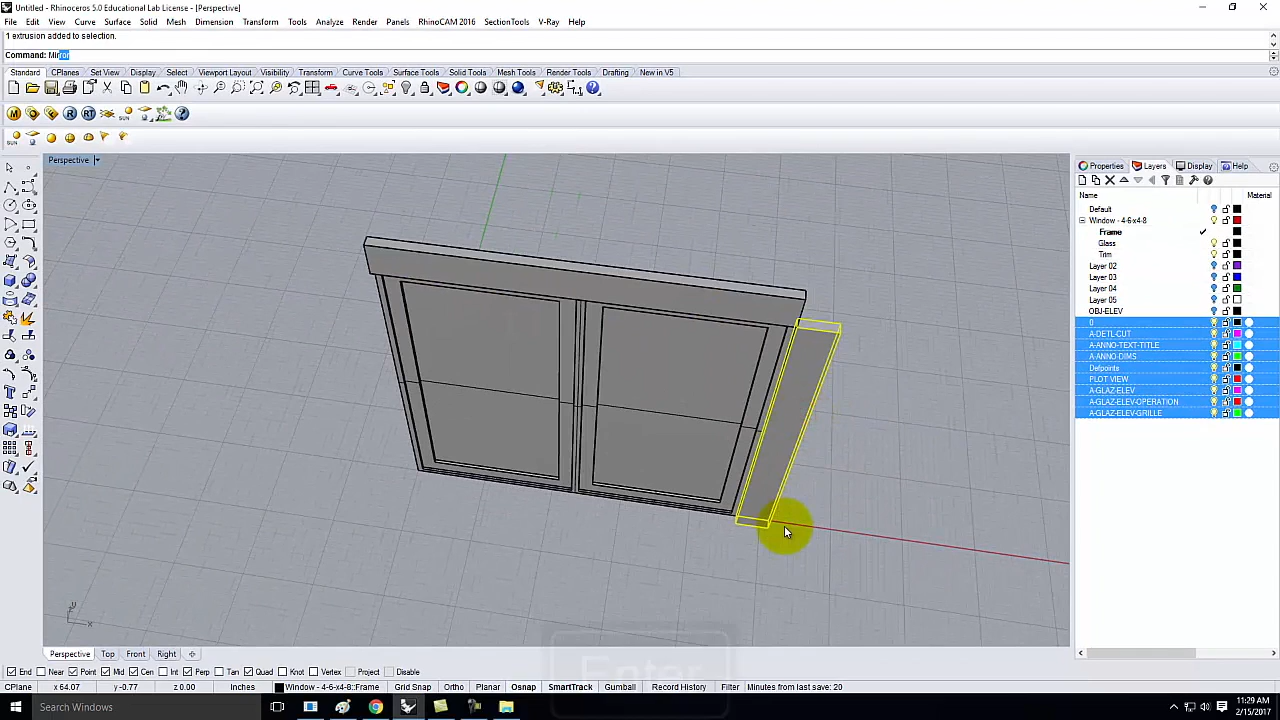 Untitled - Rhinoceros 5.0 Educational Lab License - [Perspective]
File Edit View Curve Surface Solid Mesh Dimension Transform Tools Analyze Render Panels RhinoCAM 2016 SectionTools V-Ray Help
1 extrusion added to selection.
Command: Mirror
Standard CPlanes Set View Display Select Viewport Layout Visibility Transform Curve Tools Surface Tools Solid Tools Mesh Tools Render Tools Drafting New in V5
M R RT SUN
SUN
Perspective
Properties Layers Display Help
Name Material
Default
Window - 4-6-x4-8
Frame
Glass
Trim
Layer 02
Layer 03
Layer 04
Layer 05
OBJ-ELEV
0
A-DETL-CUT
A-ANNO-TEXT-TITLE
A-ANNO-DIMS
Defpoints
PLOT VIEW
A-GLAZ-ELEV
A-GLAZ-ELEV-OPERATION
A-GLAZ-ELEV-GRILLE
y
x
Enter
Perspective Top Front Right
End Near Point Mid Cen Int Perp Tan Quad Knot Vertex Project Disable
CPlane x 64.07 y -0.77 z 0.00 Inches Window - 4-6-x4-8::Frame Grid Snap Ortho Planar Osnap SmartTrack Gumball Record History Filter Minutes from last save: 20
Search Windows
11:29 AM
2/15/2017